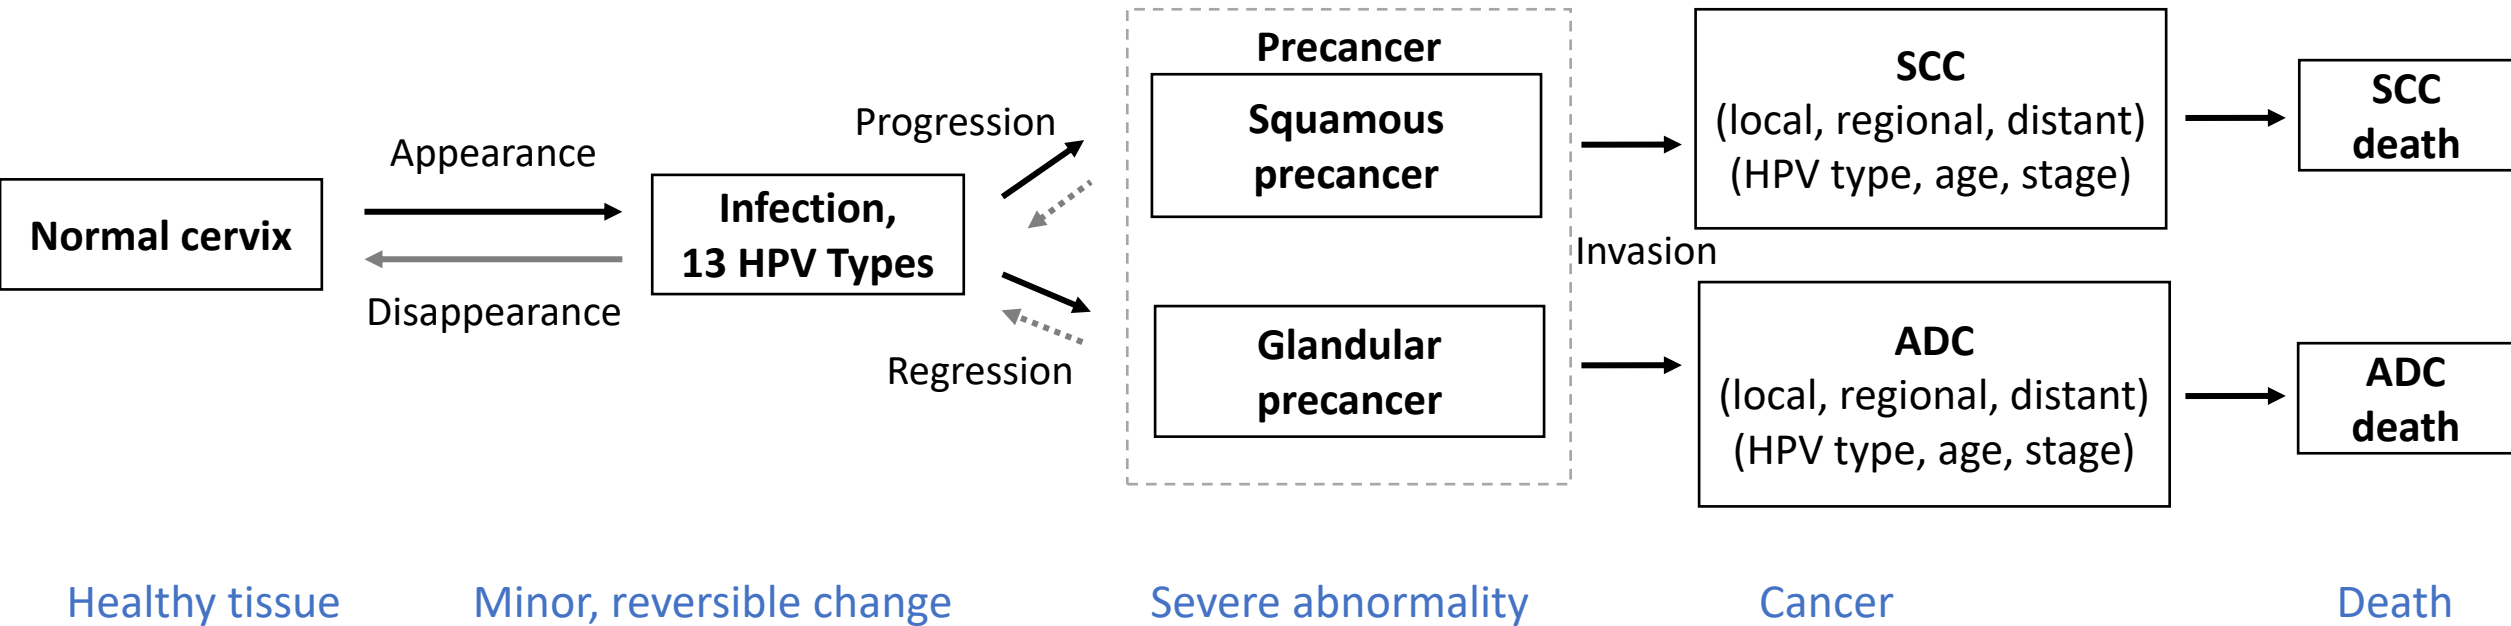 Normal cervix
Appearance
Disappearance
Infection,
13 HPV Types
Progression
Regression
Precancer
Squamous
precancer
Glandular
precancer
Invasion
SCC
(local, regional, distant)
(HPV type, age, stage)
ADC
(local, regional, distant)
(HPV type, age, stage)
SCC
death
ADC
death
Healthy tissue
Minor, reversible change
Severe abnormality
Cancer
Death